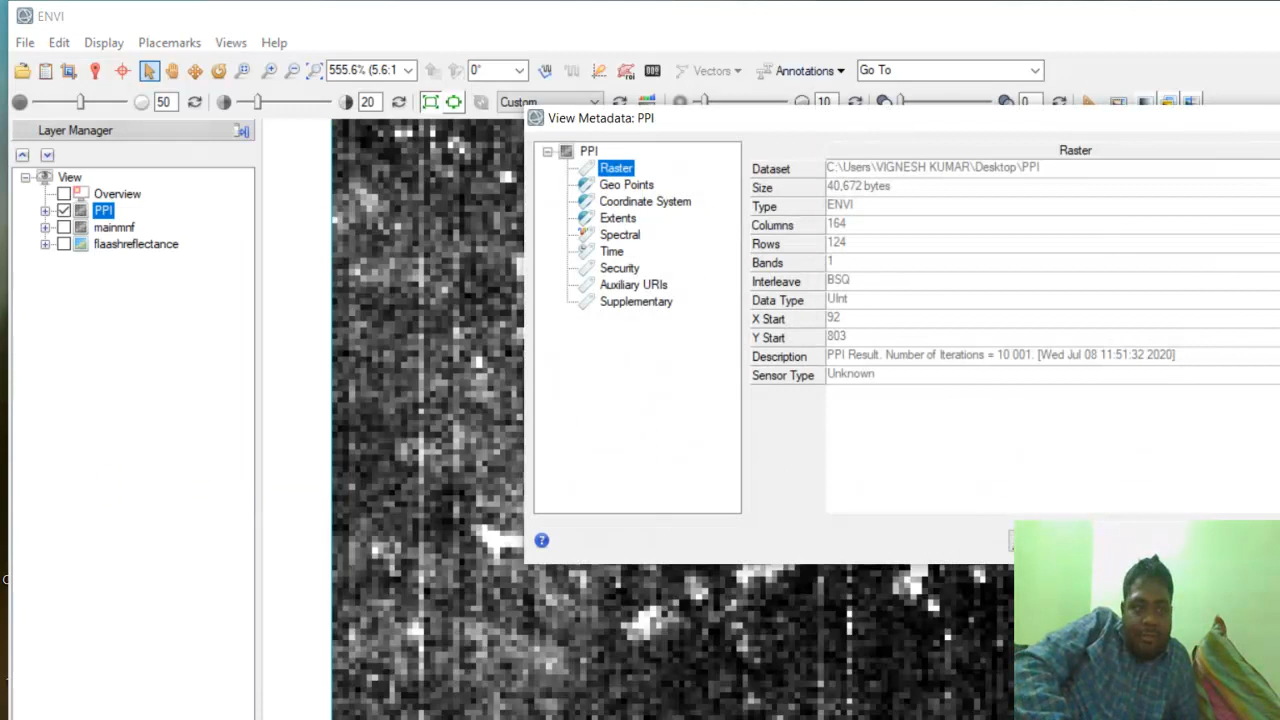 ENVI
File Edit Display Placemarks Views Help
555.6% (5.6:1 0° Vectors Annotations Go To
50 20 Custom 10 0
Layer Manager
View
Overview
PPI
mainmnf
flaashreflectance
View Metadata: PPI
PPI
Raster
Geo Points
Coordinate System
Extents
Spectral
Time
Security
Auxiliary URIs
Supplementary
Raster
Dataset C:\Users\VIGNESH KUMAR\Desktop\PPI
Size 40,672 bytes
Type ENVI
Columns 164
Rows 124
Bands 1
Interleave BSQ
Data Type UInt
X Start 92
Y Start 803
Description PPI Result. Number of Iterations = 10 001. [Wed Jul 08 11:51:32 2020]
Sensor Type Unknown